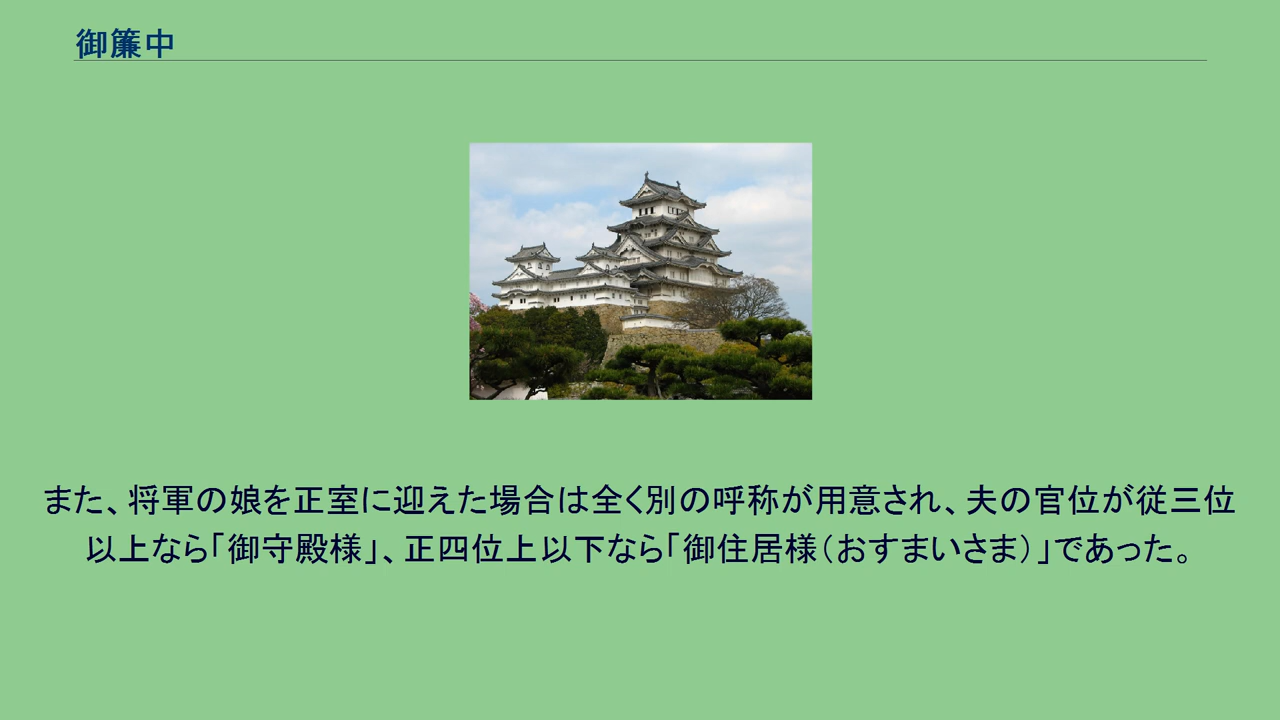 御簾中
また、将軍の娘を正室に迎えた場合は全く別の呼称が用意され、夫の官位が従三位
以上なら「御守殿様」、正四位上以下なら「御住居様（おすまいさま）」であった。